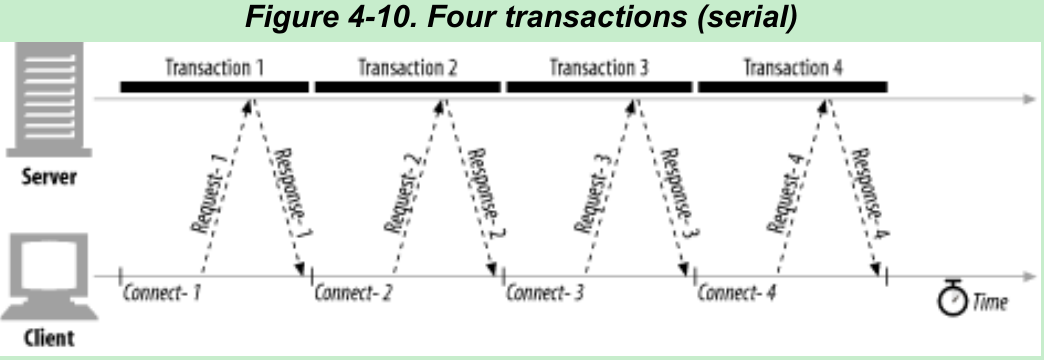 Figure 4-10. Four transactions (serial)
Transaction 1
Transaction 2
Transaction 3
Transaction 4
Server
Request- 1
Response- 1
Request- 2
Response- 2
Request- 3
Response- 3
Request- 4
Response- 4
Connect- 1
Connect- 2
Connect- 3
Connect- 4
Time
Client